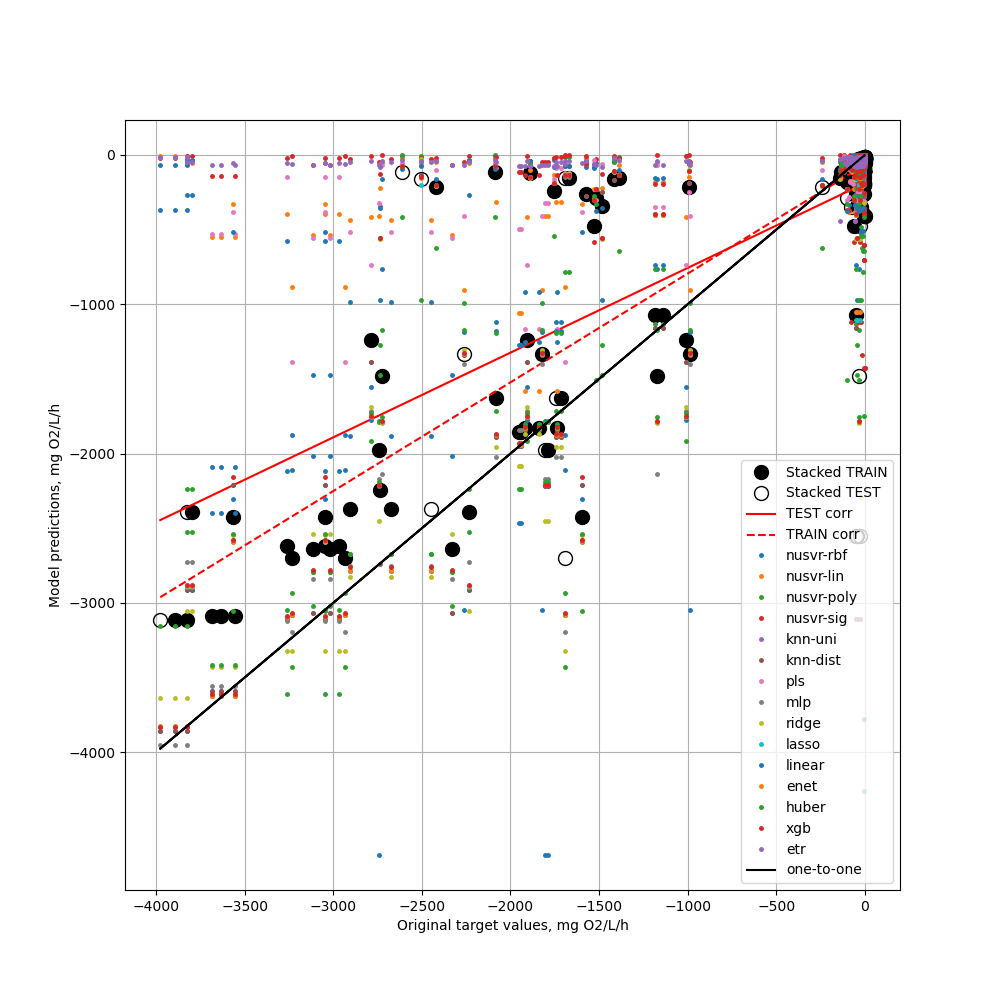 0
−1000
−2000
−3000
−4000
Model predictions, mg O2/L/h
−4000
−3500
−3000
−2500
−2000
−1500
−1000
−500
0
Original target values, mg O2/L/h
Stacked TRAIN
Stacked TEST
TEST corr
TRAIN corr
nusvr-rbf
nusvr-lin
nusvr-poly
nusvr-sig
knn-uni
knn-dist
pls
mlp
ridge
lasso
linear
enet
huber
xgb
etr
one-to-one